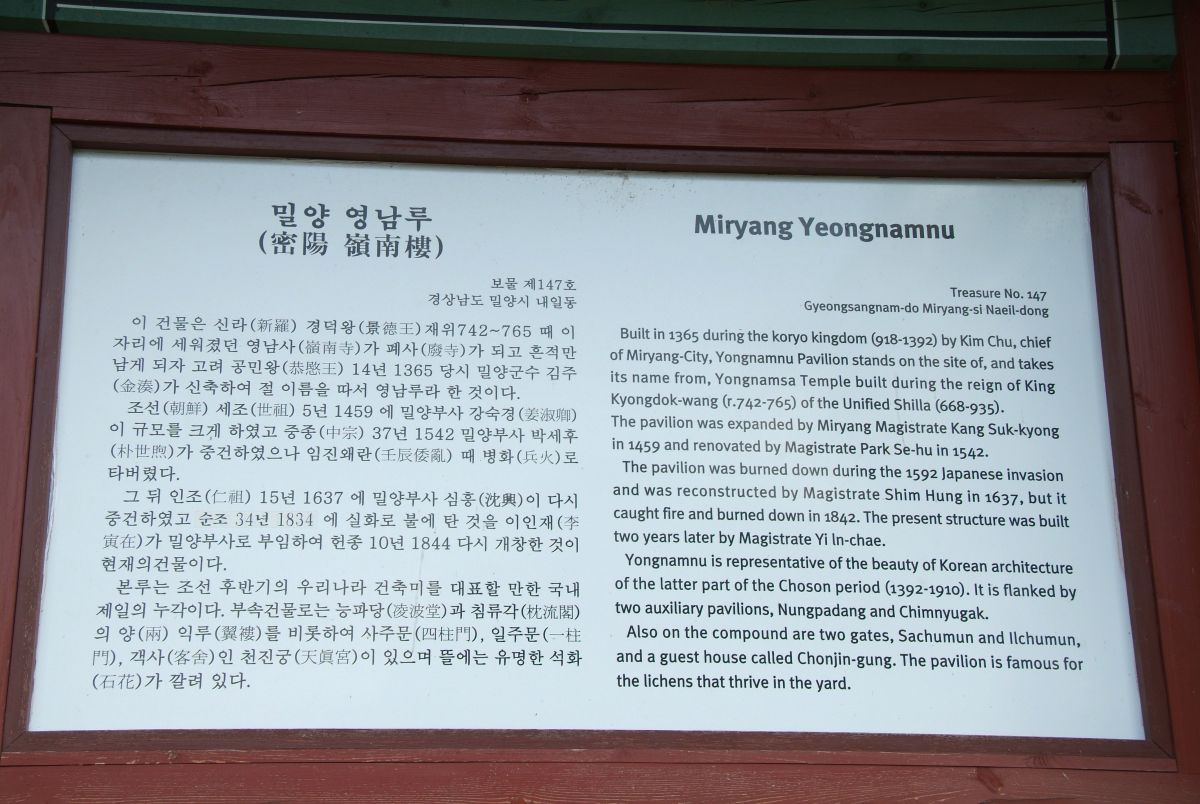 밀양 영남루
(密陽 嶺南樓)
보물 제147호
경상남도 밀양시 내일동
이 건물은 신라(新羅) 경덕왕(景德王)재위742~765 때 이
자리에 세워졌던 영남사(嶺南寺)가 폐사(廢寺)가 되고 흔적만
남게 되자 고려 공민왕(恭愍王) 14년 1365 당시 밀양군수 김주
(金湊)가 신축하여 절 이름을 따서 영남루라 한 것이다.
조선(朝鮮) 세조(世祖) 5년 1459 에 밀양부사 강숙경(姜淑卿)
이 규모를 크게 하였고 중종(中宗) 37년 1542 밀양부사 박세후
(朴世煦)가 중건하였으나 임진왜란(壬辰倭亂) 때 병화(兵火)로
타버렸다.
그 뒤 인조(仁祖) 15년 1637 에 밀양부사 심흥(沈興)이 다시
중건하였고 순조 34년 1834 에 실화로 불에 탄 것을 이인재(李
寅在)가 밀양부사로 부임하여 헌종 10년 1844 다시 개창한 것이
현재의건물이다.
본루는 조선 후반기의 우리나라 건축미를 대표할 만한 국내
제일의 누각이다. 부속건물로는 능파당(凌波堂)과 침류각(枕流閣)
의 양(兩) 익루(翼褸)를 비롯하여 사주문(四柱門), 일주문(一柱
門), 객사(客舍)인 천진궁(天眞宮)이 있으며 뜰에는 유명한 석화
(石花)가 깔려 있다.
Miryang Yeongnamnu
Treasure No. 147
Gyeongsangnam-do Miryang-si Naeil-dong
Built in 1365 during the koryo kingdom (918-1392) by Kim Chu, chief
of Miryang-City, Yongnamnu Pavilion stands on the site of, and takes
its name from, Yongnamsa Temple built during the reign of King
Kyongdok-wang (r.742-765) of the Unified Shilla (668-935).
The pavilion was expanded by Miryang Magistrate Kang Suk-kyong
in 1459 and renovated by Magistrate Park Se-hu in 1542.
The pavilion was burned down during the 1592 Japanese invasion
and was reconstructed by Magistrate Shim Hung in 1637, but it
caught fire and burned down in 1842. The present structure was built
two years later by Magistrate Yi ln-chae.
Yongnamnu is representative of the beauty of Korean architecture
of the latter part of the Choson period (1392-1910). It is flanked by
two auxiliary pavilions, Nungpadang and Chimnyugak.
Also on the compound are two gates, Sachumun and Ilchumun,
and a guest house called Chonjin-gung. The pavilion is famous for
the lichens that thrive in the yard.